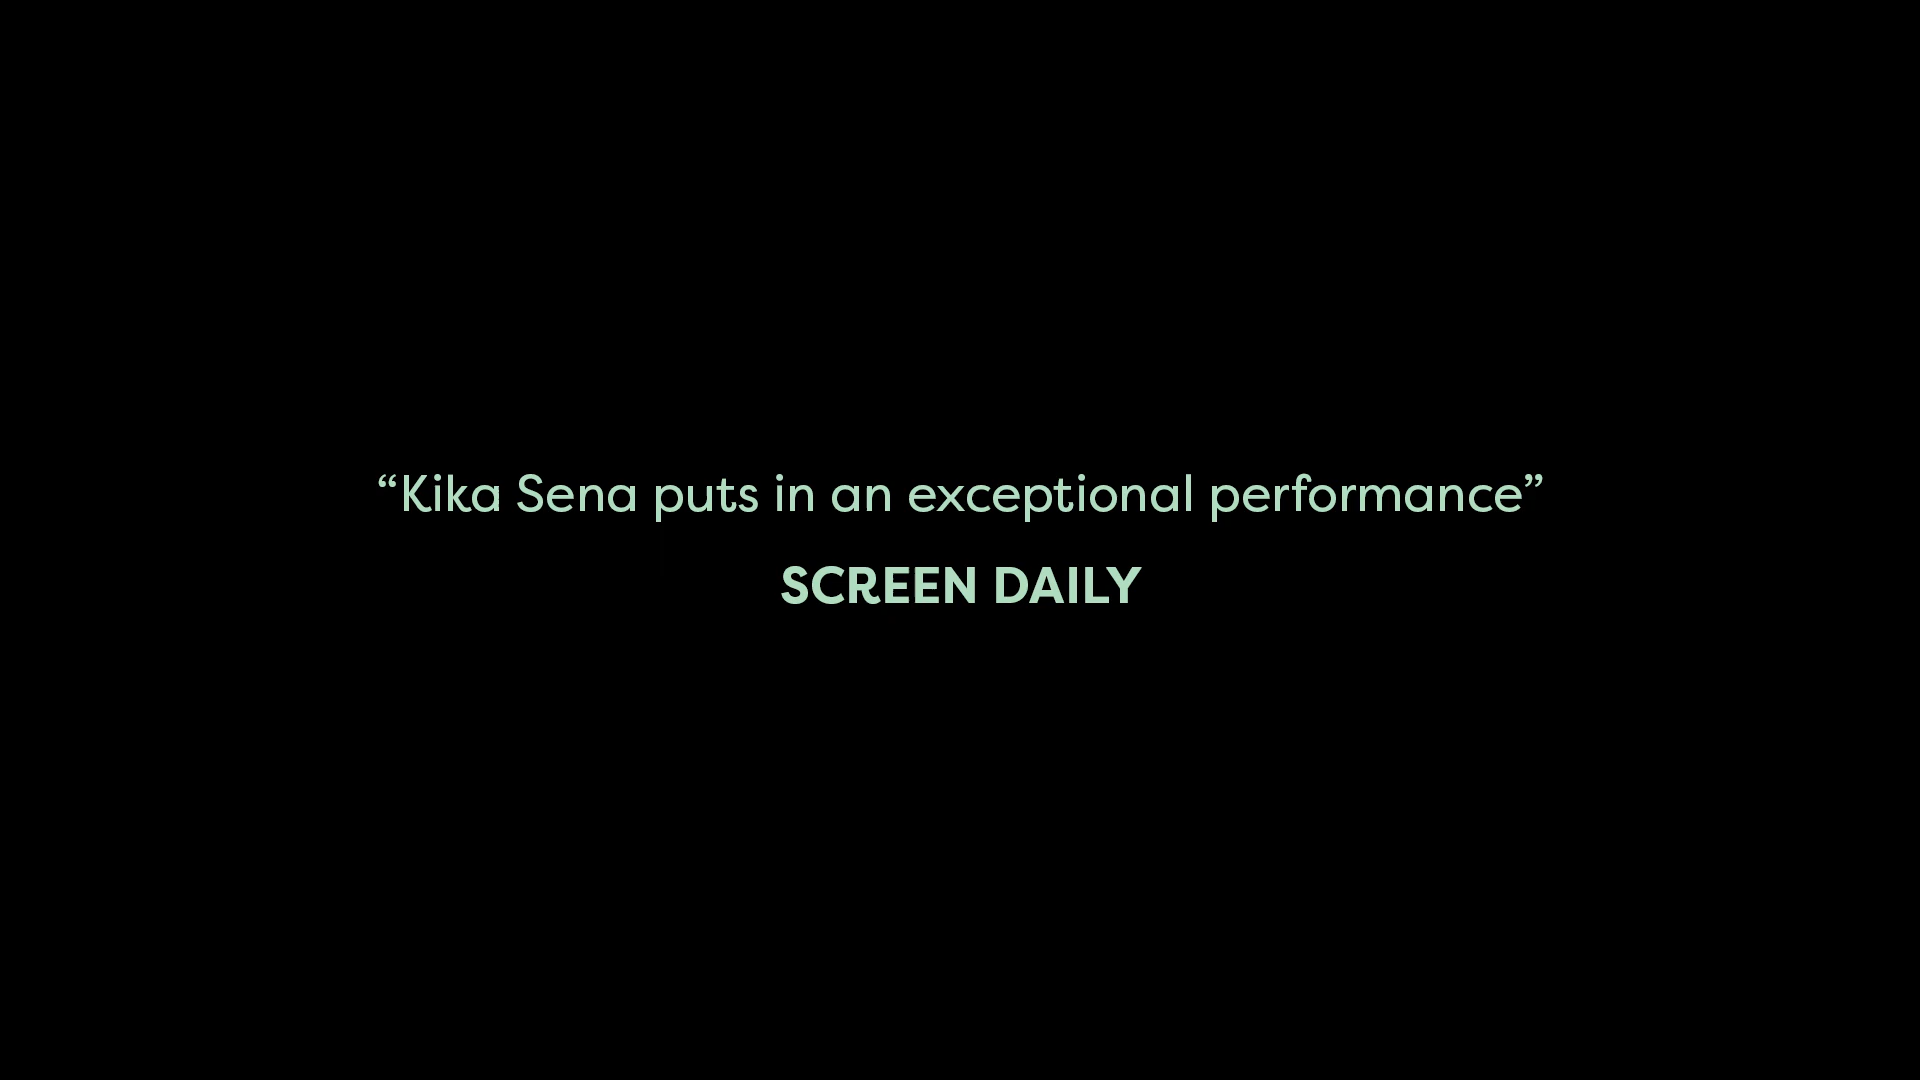 “Kika Sena puts in an exceptional performance”
SCREEN DAILY